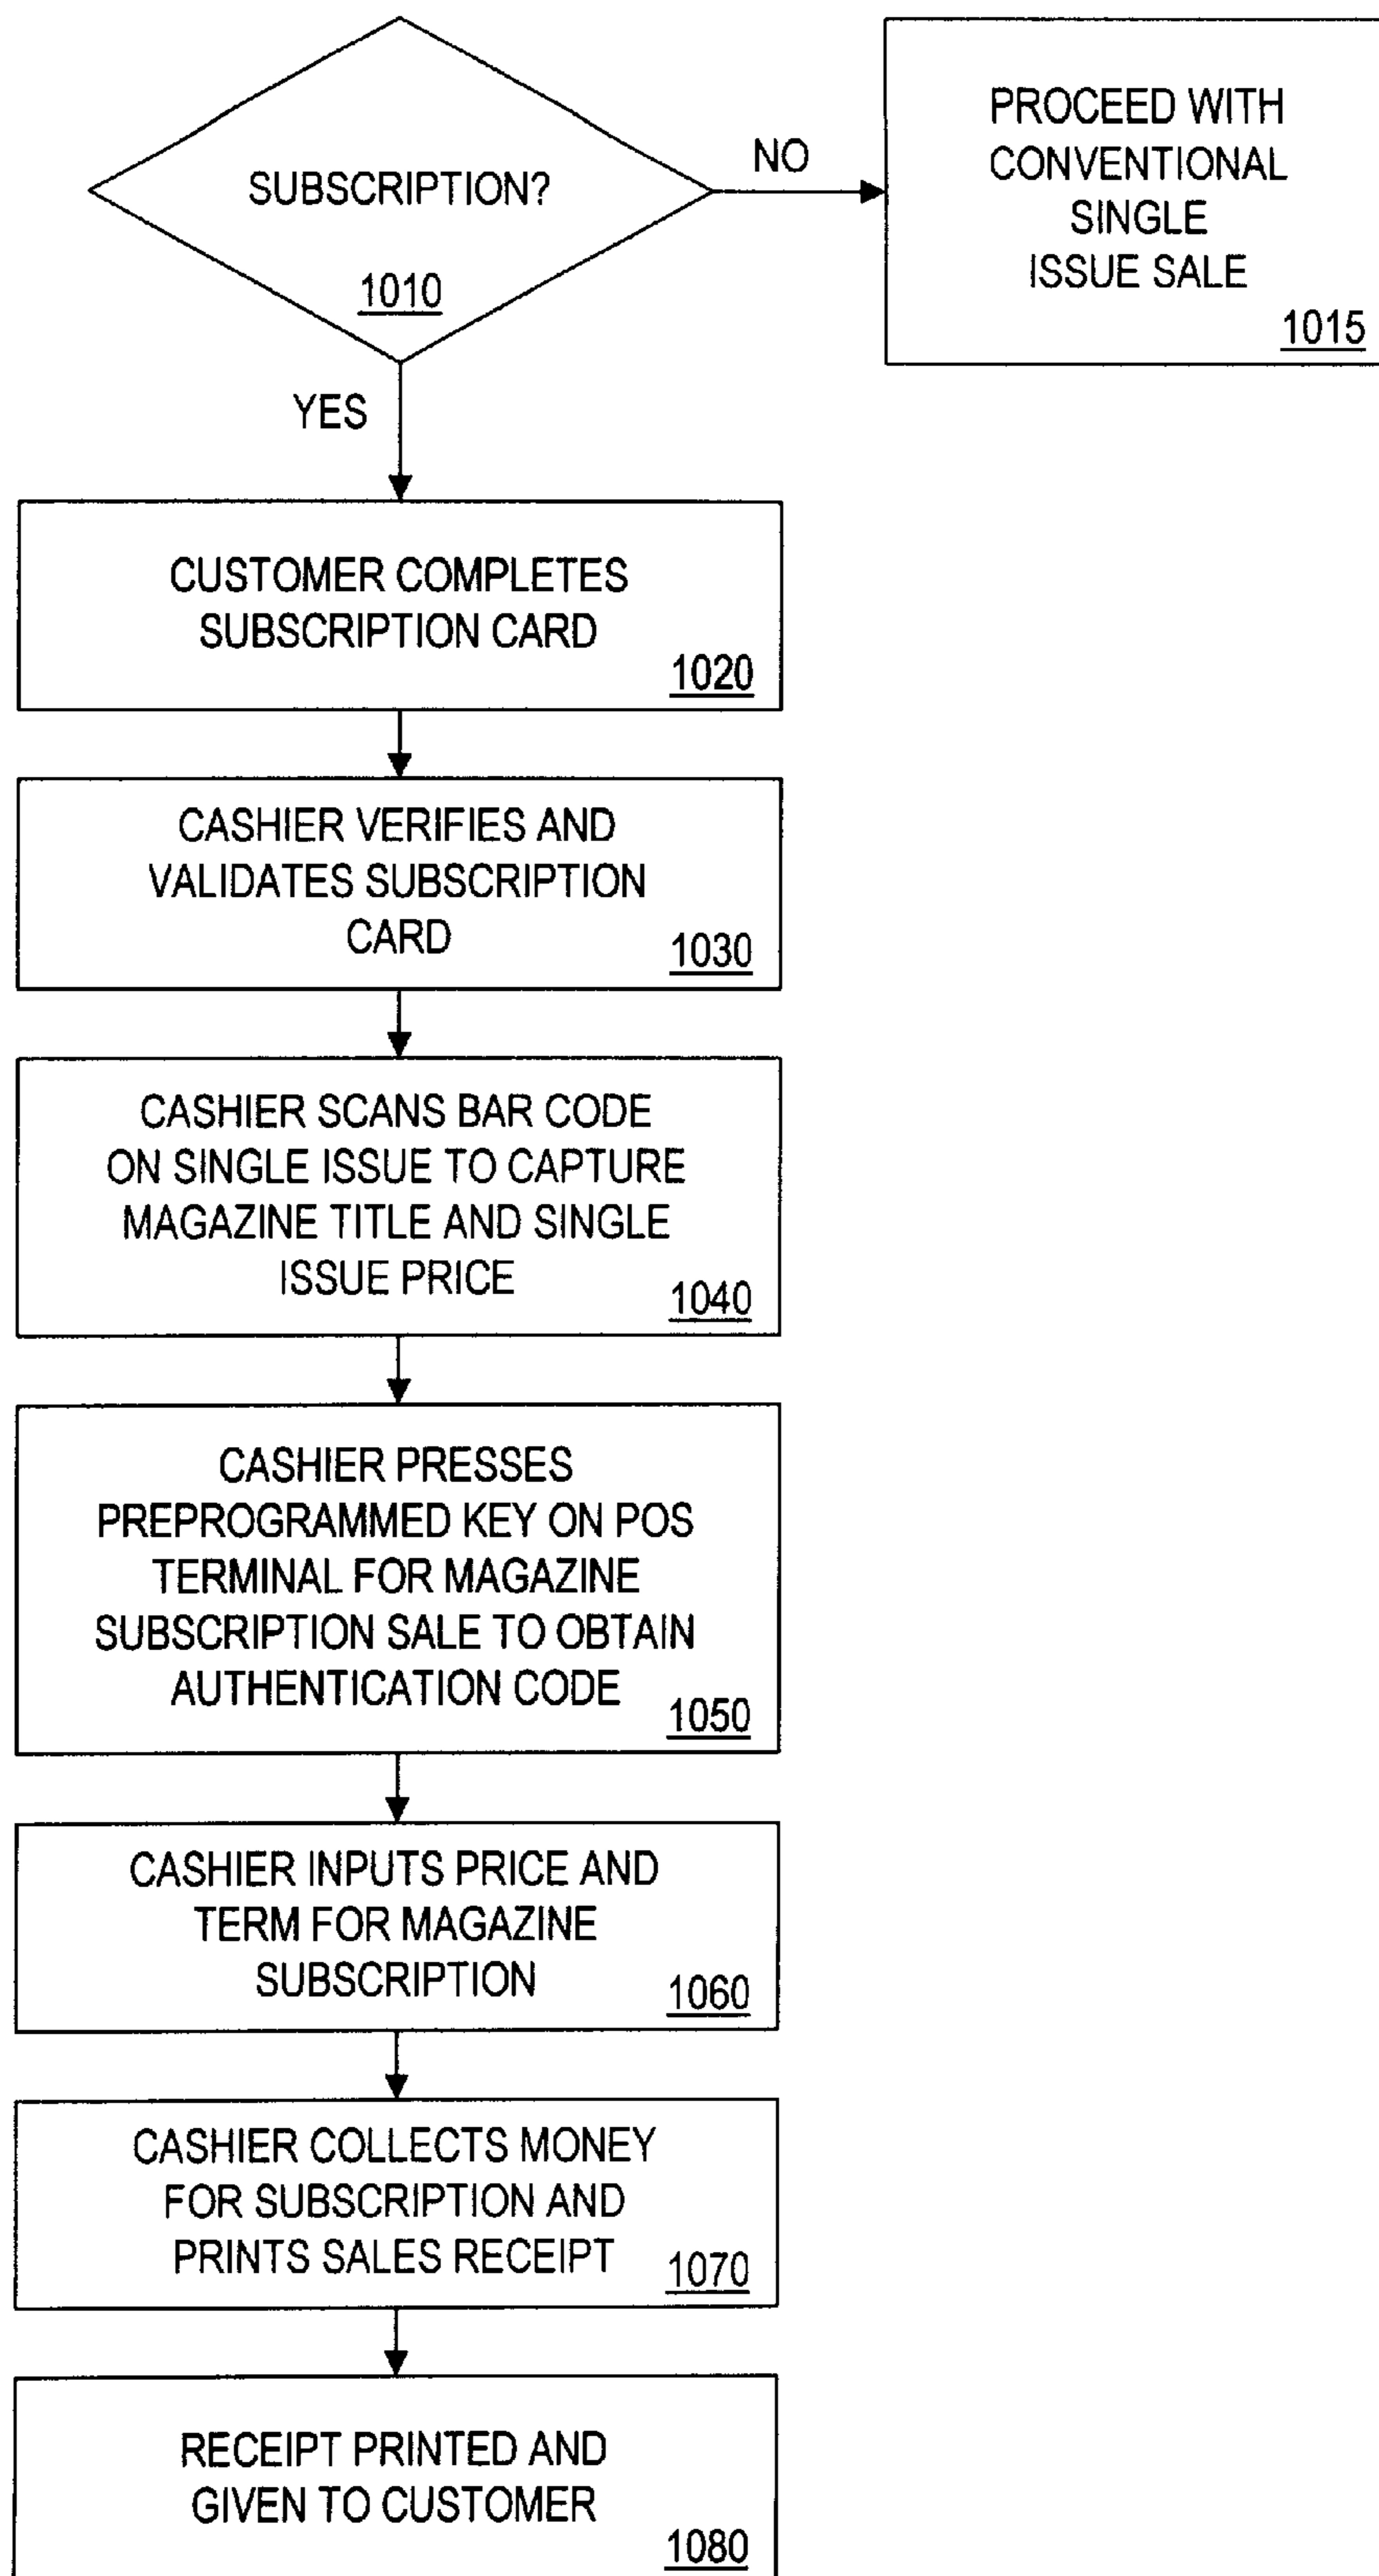 SUBSCRIPTION?
1010
NO
PROCEED WITH
CONVENTIONAL
SINGLE
ISSUE SALE
1015
YES
CUSTOMER COMPLETES
SUBSCRIPTION CARD
1020
CASHIER VERIFIES AND
VALIDATES SUBSCRIPTION
CARD
1030
CASHIER SCANS BAR CODE
ON SINGLE ISSUE TO CAPTURE
MAGAZINE TITLE AND SINGLE
ISSUE PRICE
1040
CASHIER PRESSES
PREPROGRAMMED KEY ON POS
TERMINAL FOR MAGAZINE
SUBSCRIPTION SALE TO OBTAIN
AUTHENTICATION CODE
1050
CASHIER INPUTS PRICE AND
TERM FOR MAGAZINE
SUBSCRIPTION
1060
CASHIER COLLECTS MONEY
FOR SUBSCRIPTION AND
PRINTS SALES RECEIPT
1070
RECEIPT PRINTED AND
GIVEN TO CUSTOMER
1080